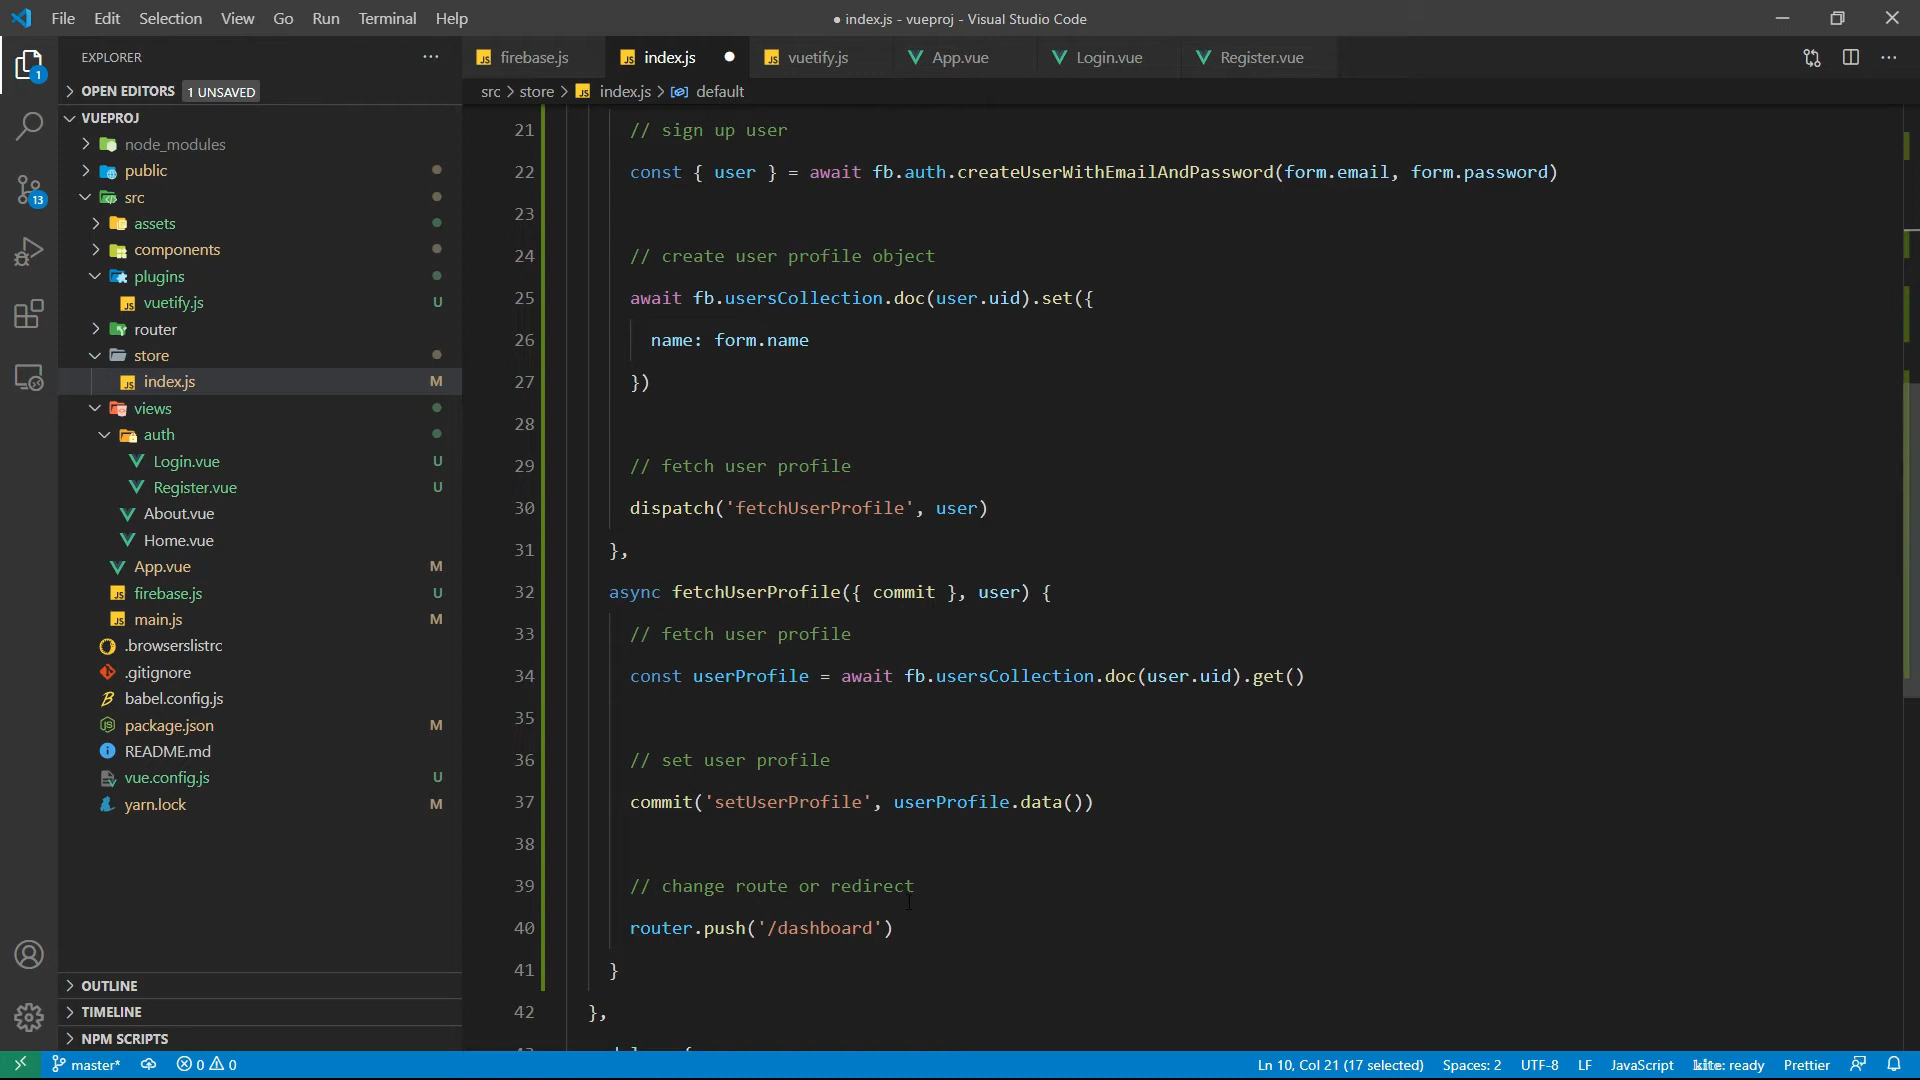 File Edit Selection View Go Run Terminal Help
● index.js - vueproj - Visual Studio Code
EXPLORER
firebase.js index.js vuetify.js App.vue Login.vue Register.vue
OPEN EDITORS 1 UNSAVED
src > store > index.js > default
VUEPROJ
node_modules
public
src
assets
components
plugins
vuetify.js U
router
store
index.js M
views
auth
Login.vue U
Register.vue U
About.vue
Home.vue
App.vue M
firebase.js U
main.js M
.browserslistrc
.gitignore
babel.config.js
package.json M
README.md
vue.config.js U
yarn.lock M
OUTLINE
TIMELINE
NPM SCRIPTS
1
13
21 // sign up user
22 const { user } = await fb.auth.createUserWithEmailAndPassword(form.email, form.password)
23
24 // create user profile object
25 await fb.usersCollection.doc(user.uid).set({
26 name: form.name
27 })
28
29 // fetch user profile
30 dispatch('fetchUserProfile', user)
31 },
32 async fetchUserProfile({ commit }, user) {
33 // fetch user profile
34 const userProfile = await fb.usersCollection.doc(user.uid).get()
35
36 // set user profile
37 commit('setUserProfile', userProfile.data())
38
39 // change route or redirect
40 router.push('/dashboard')
41 }
42 },
master* 0 0
Ln 10, Col 21 (17 selected) Spaces: 2 UTF-8 LF JavaScript kite: ready Prettier